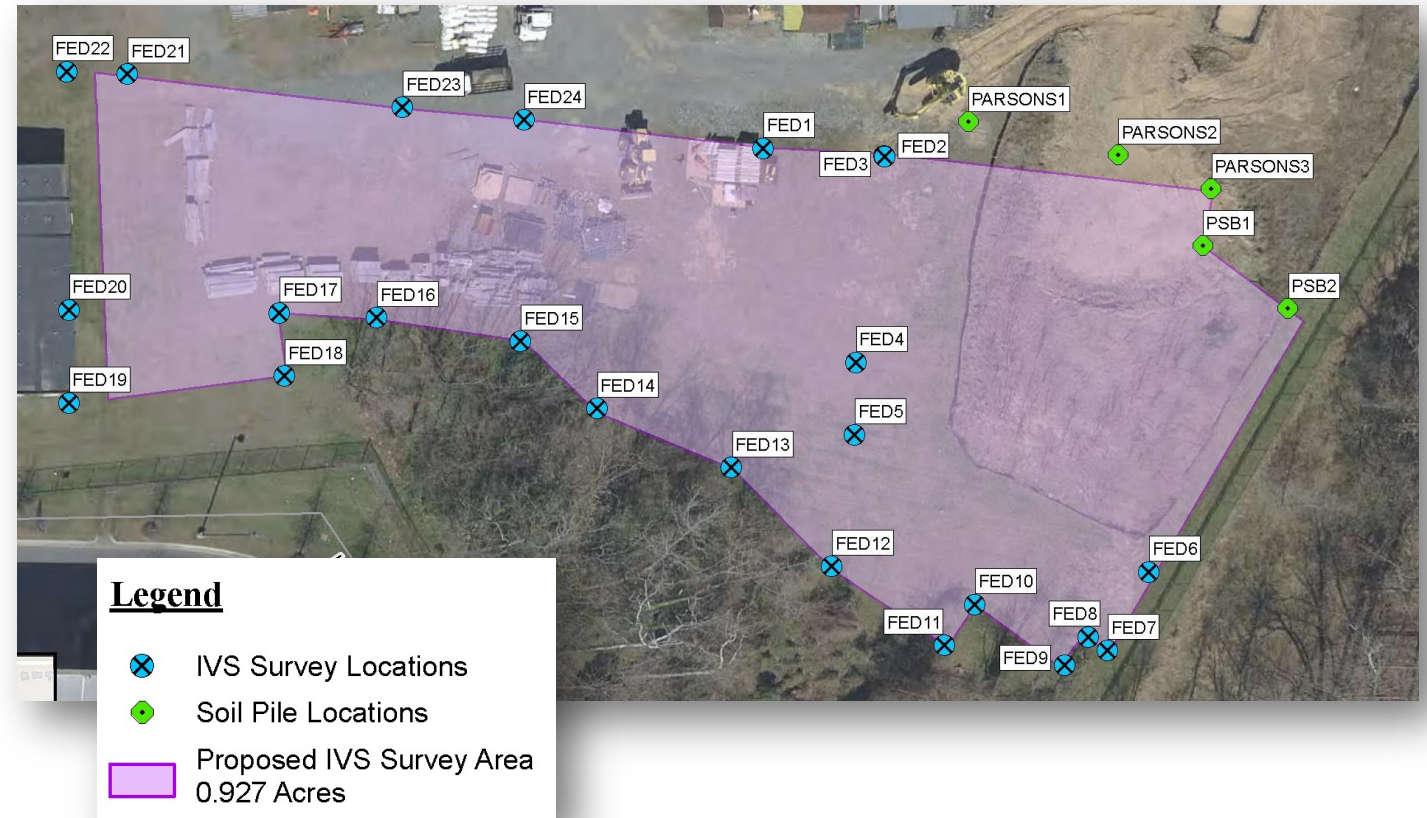 FED22
FED21
FED23
FED24
PARSONS1
FED1
PARSONS2
FED2
FED3
PARSONS3
PSB1
FED20
FED17
FED16
PSB2
FED15
FED4
FED18
FED19
FED14
FED5
FED13
FED12
FED6
FED10
FED11
FED8
FED7
FED9
Legend
IVS Survey Locations
Soil Pile Locations
Proposed IVS Survey Area
0.927 Acres